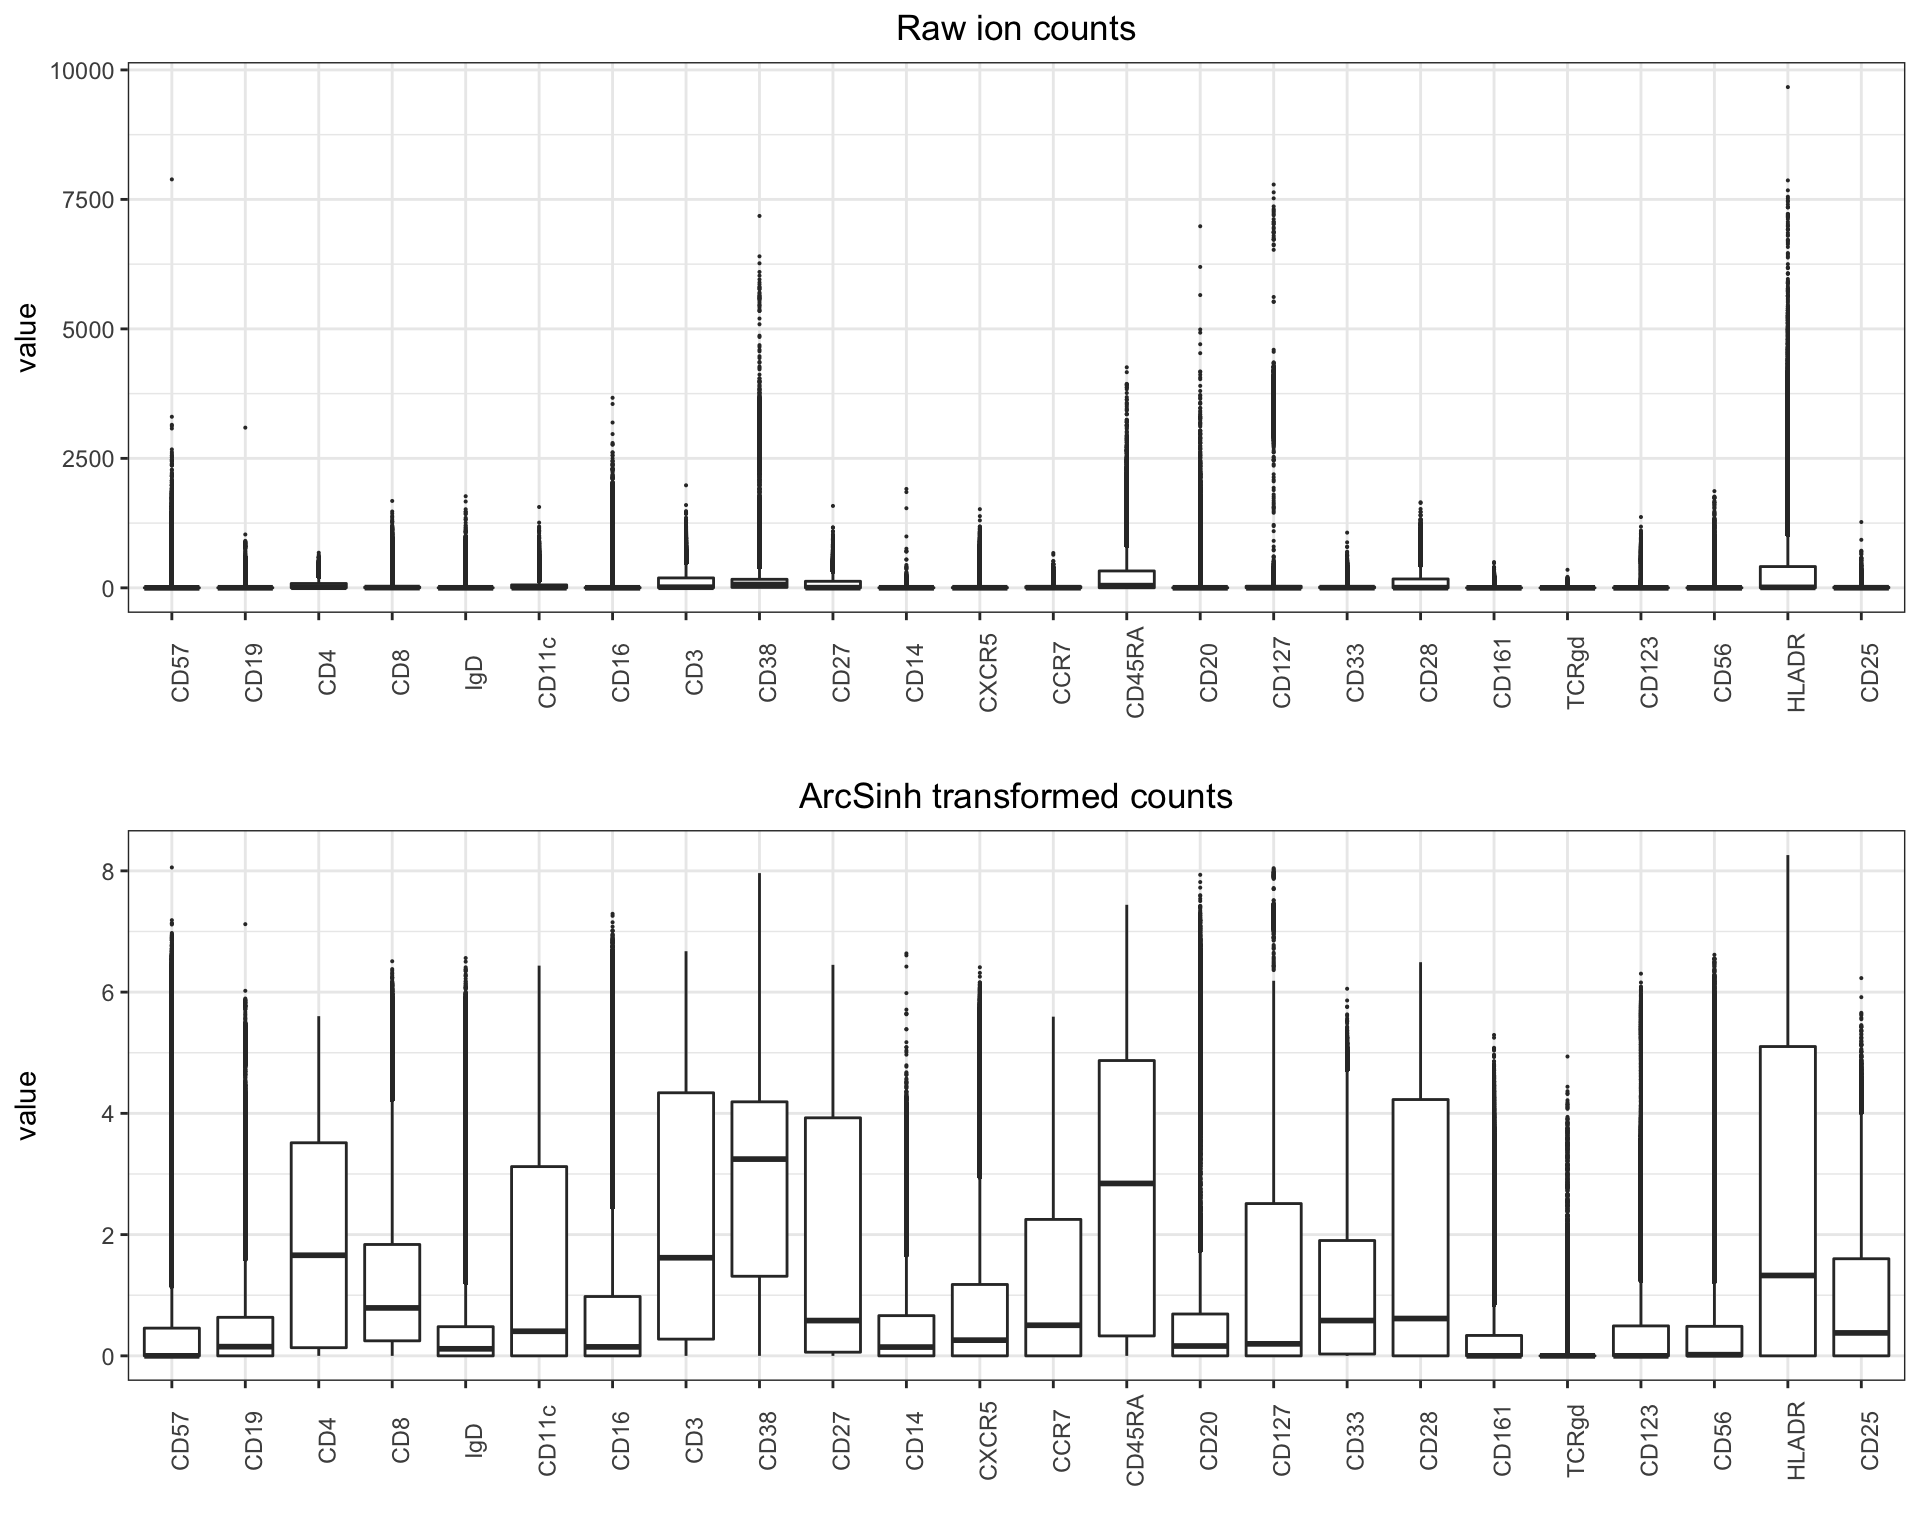 Raw ion counts
10000
7500
5000
2500
0
value
CD57 CD19 CD4 CD8 IgD CD11c CD16 CD3 CD38 CD27 CD14 CXCR5 CCR7 CD45RA CD20 CD127 CD33 CD28 CD161 TCRgd CD123 CD56 HLADR CD25
ArcSinh transformed counts
8
6
4
2
0
value
CD57 CD19 CD4 CD8 IgD CD11c CD16 CD3 CD38 CD27 CD14 CXCR5 CCR7 CD45RA CD20 CD127 CD33 CD28 CD161 TCRgd CD123 CD56 HLADR CD25